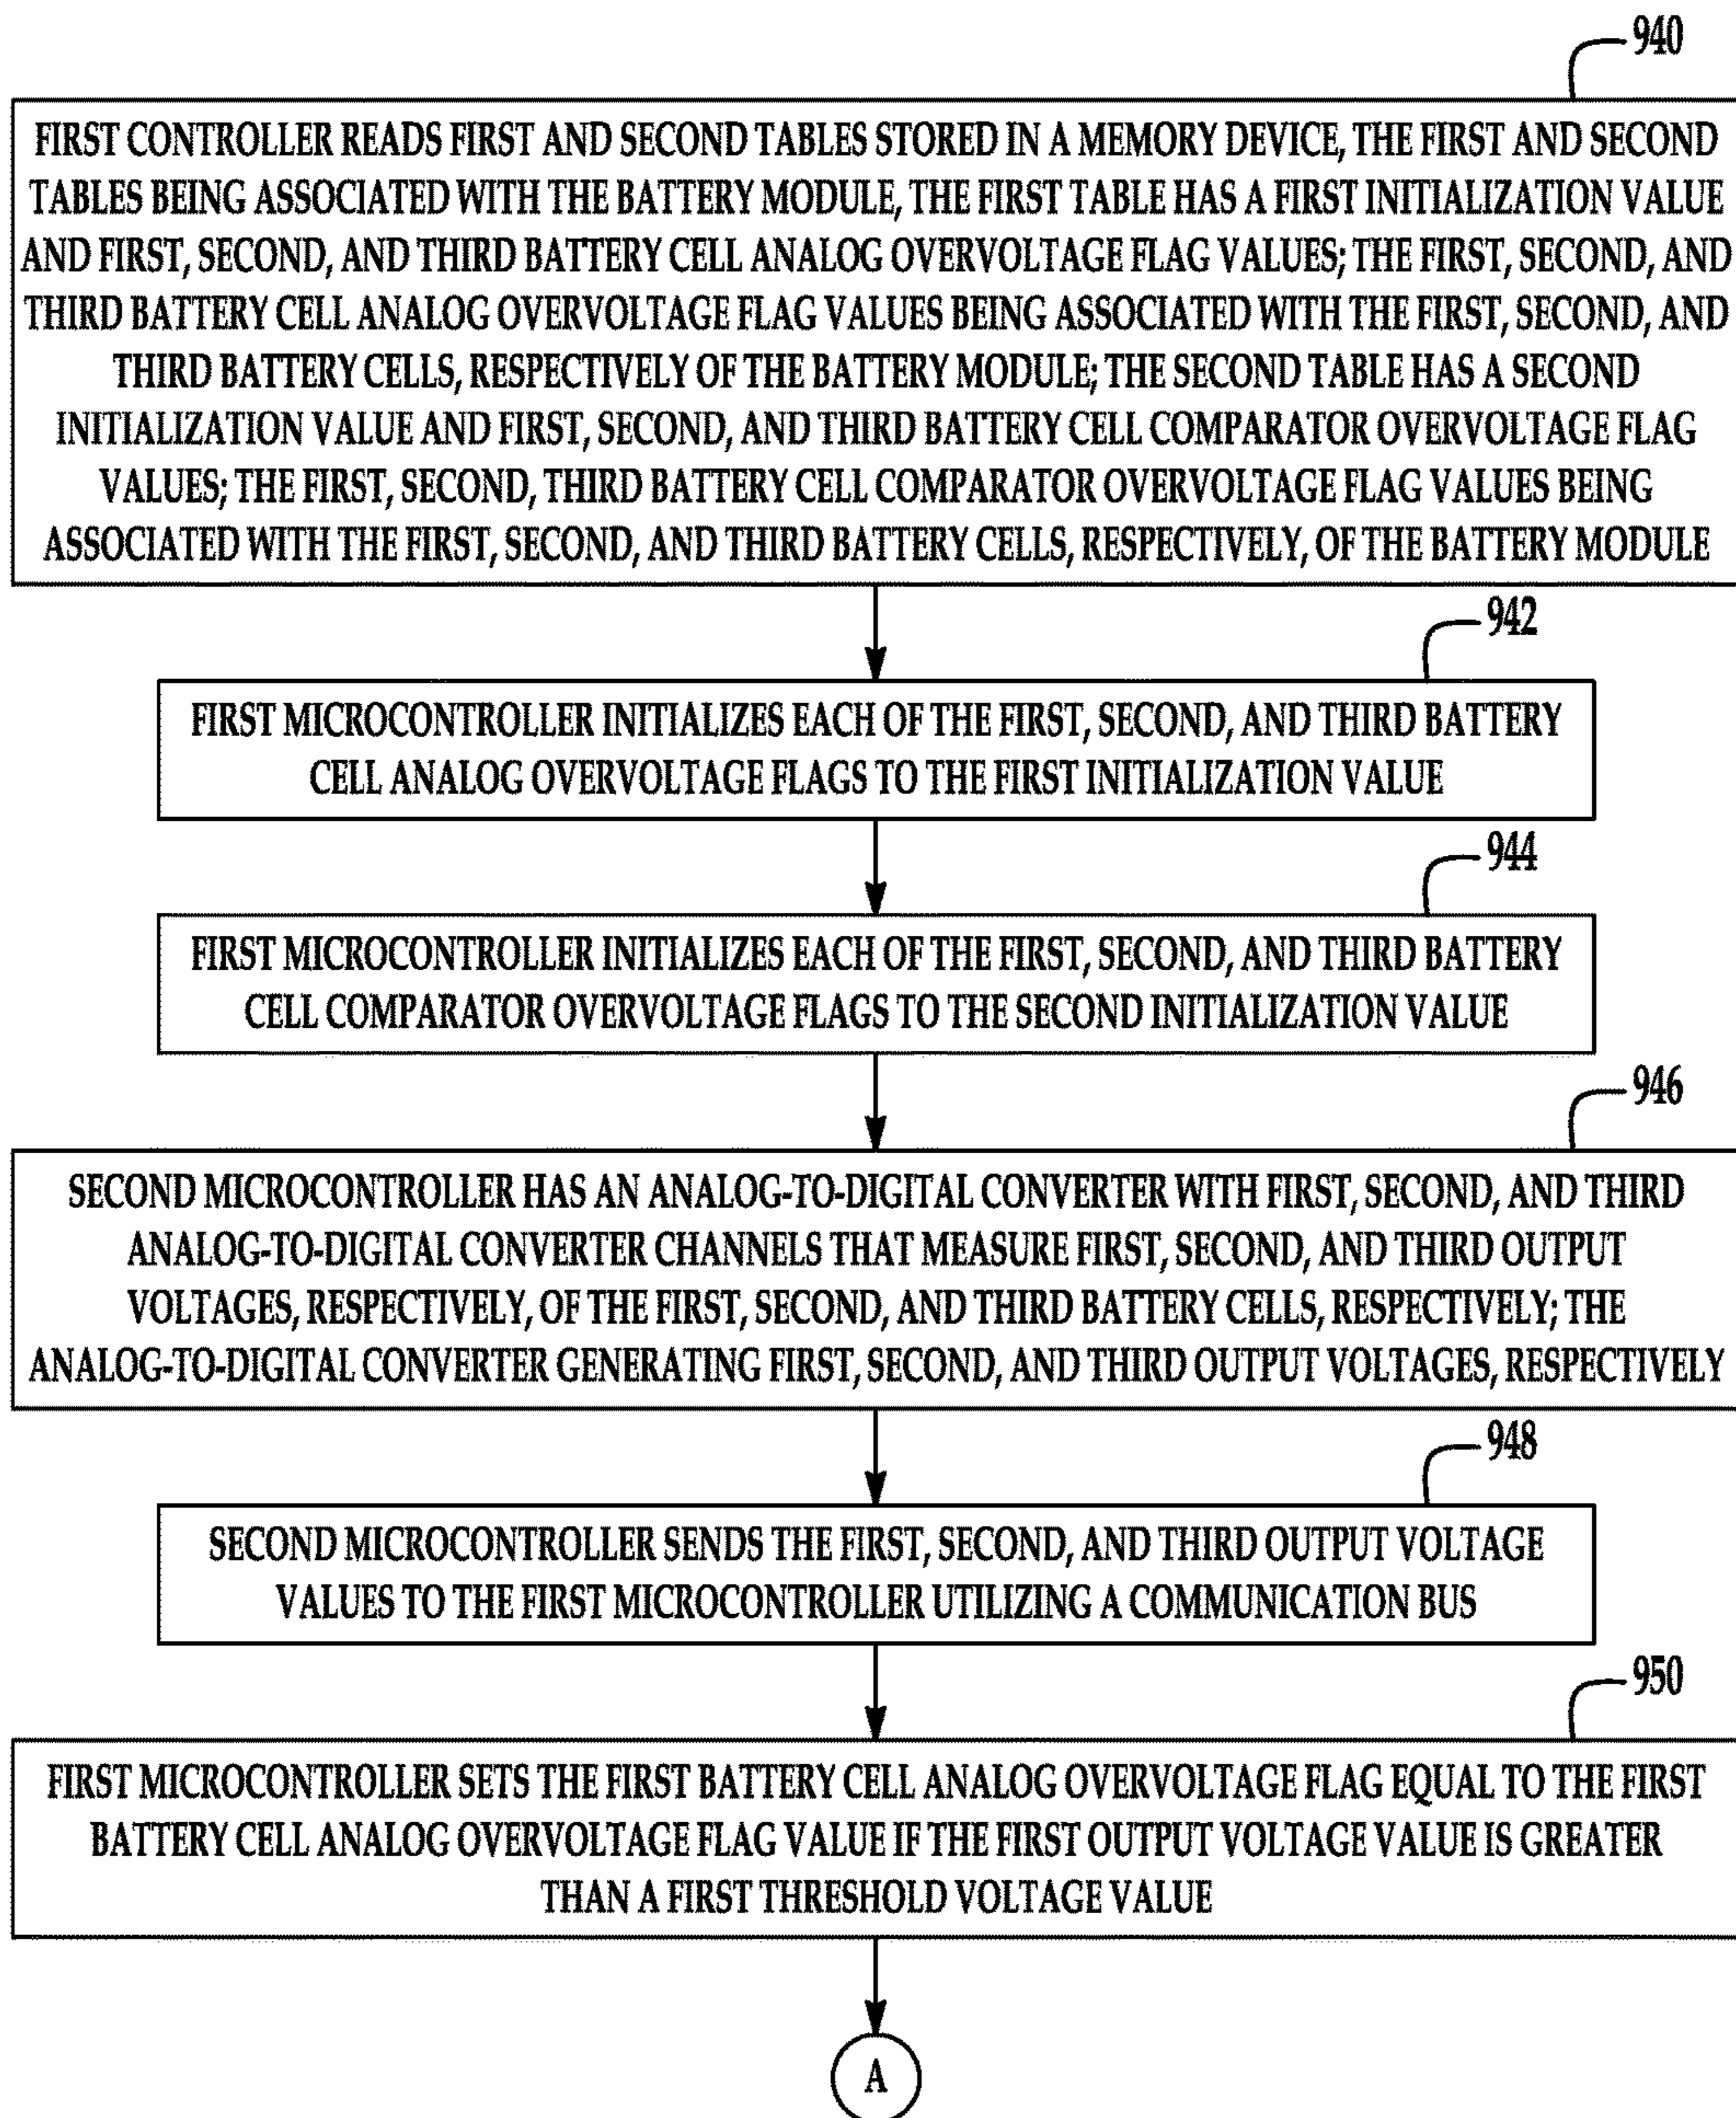 940
FIRST CONTROLLER READS FIRST AND SECOND TABLES STORED IN A MEMORY DEVICE, THE FIRST AND SECOND
TABLES BEING ASSOCIATED WITH THE BATTERY MODULE, THE FIRST TABLE HAS A FIRST INITIALIZATION VALUE
AND FIRST, SECOND, AND THIRD BATTERY CELL ANALOG OVERVOLTAGE FLAG VALUES; THE FIRST, SECOND, AND
THIRD BATTERY CELL ANALOG OVERVOLTAGE FLAG VALUES BEING ASSOCIATED WITH THE FIRST, SECOND, AND
THIRD BATTERY CELLS, RESPECTIVELY OF THE BATTERY MODULE; THE SECOND TABLE HAS A SECOND
INITIALIZATION VALUE AND FIRST, SECOND, AND THIRD BATTERY CELL COMPARATOR OVERVOLTAGE FLAG
VALUES; THE FIRST, SECOND, THIRD BATTERY CELL COMPARATOR OVERVOLTAGE FLAG VALUES BEING
ASSOCIATED WITH THE FIRST, SECOND, AND THIRD BATTERY CELLS, RESPECTIVELY, OF THE BATTERY MODULE
942
FIRST MICROCONTROLLER INITIALIZES EACH OF THE FIRST, SECOND, AND THIRD BATTERY
CELL ANALOG OVERVOLTAGE FLAGS TO THE FIRST INITIALIZATION VALUE
944
FIRST MICROCONTROLLER INITIALIZES EACH OF THE FIRST, SECOND, AND THIRD BATTERY
CELL COMPARATOR OVERVOLTAGE FLAGS TO THE SECOND INITIALIZATION VALUE
946
SECOND MICROCONTROLLER HAS AN ANALOG-TO-DIGITAL CONVERTER WITH FIRST, SECOND, AND THIRD
ANALOG-TO-DIGITAL CONVERTER CHANNELS THAT MEASURE FIRST, SECOND, AND THIRD OUTPUT
VOLTAGES, RESPECTIVELY, OF THE FIRST, SECOND, AND THIRD BATTERY CELLS, RESPECTIVELY; THE
ANALOG-TO-DIGITAL CONVERTER GENERATING FIRST, SECOND, AND THIRD OUTPUT VOLTAGES, RESPECTIVELY
948
SECOND MICROCONTROLLER SENDS THE FIRST, SECOND, AND THIRD OUTPUT VOLTAGE
VALUES TO THE FIRST MICROCONTROLLER UTILIZING A COMMUNICATION BUS
950
FIRST MICROCONTROLLER SETS THE FIRST BATTERY CELL ANALOG OVERVOLTAGE FLAG EQUAL TO THE FIRST
BATTERY CELL ANALOG OVERVOLTAGE FLAG VALUE IF THE FIRST OUTPUT VOLTAGE VALUE IS GREATER
THAN A FIRST THRESHOLD VOLTAGE VALUE
A